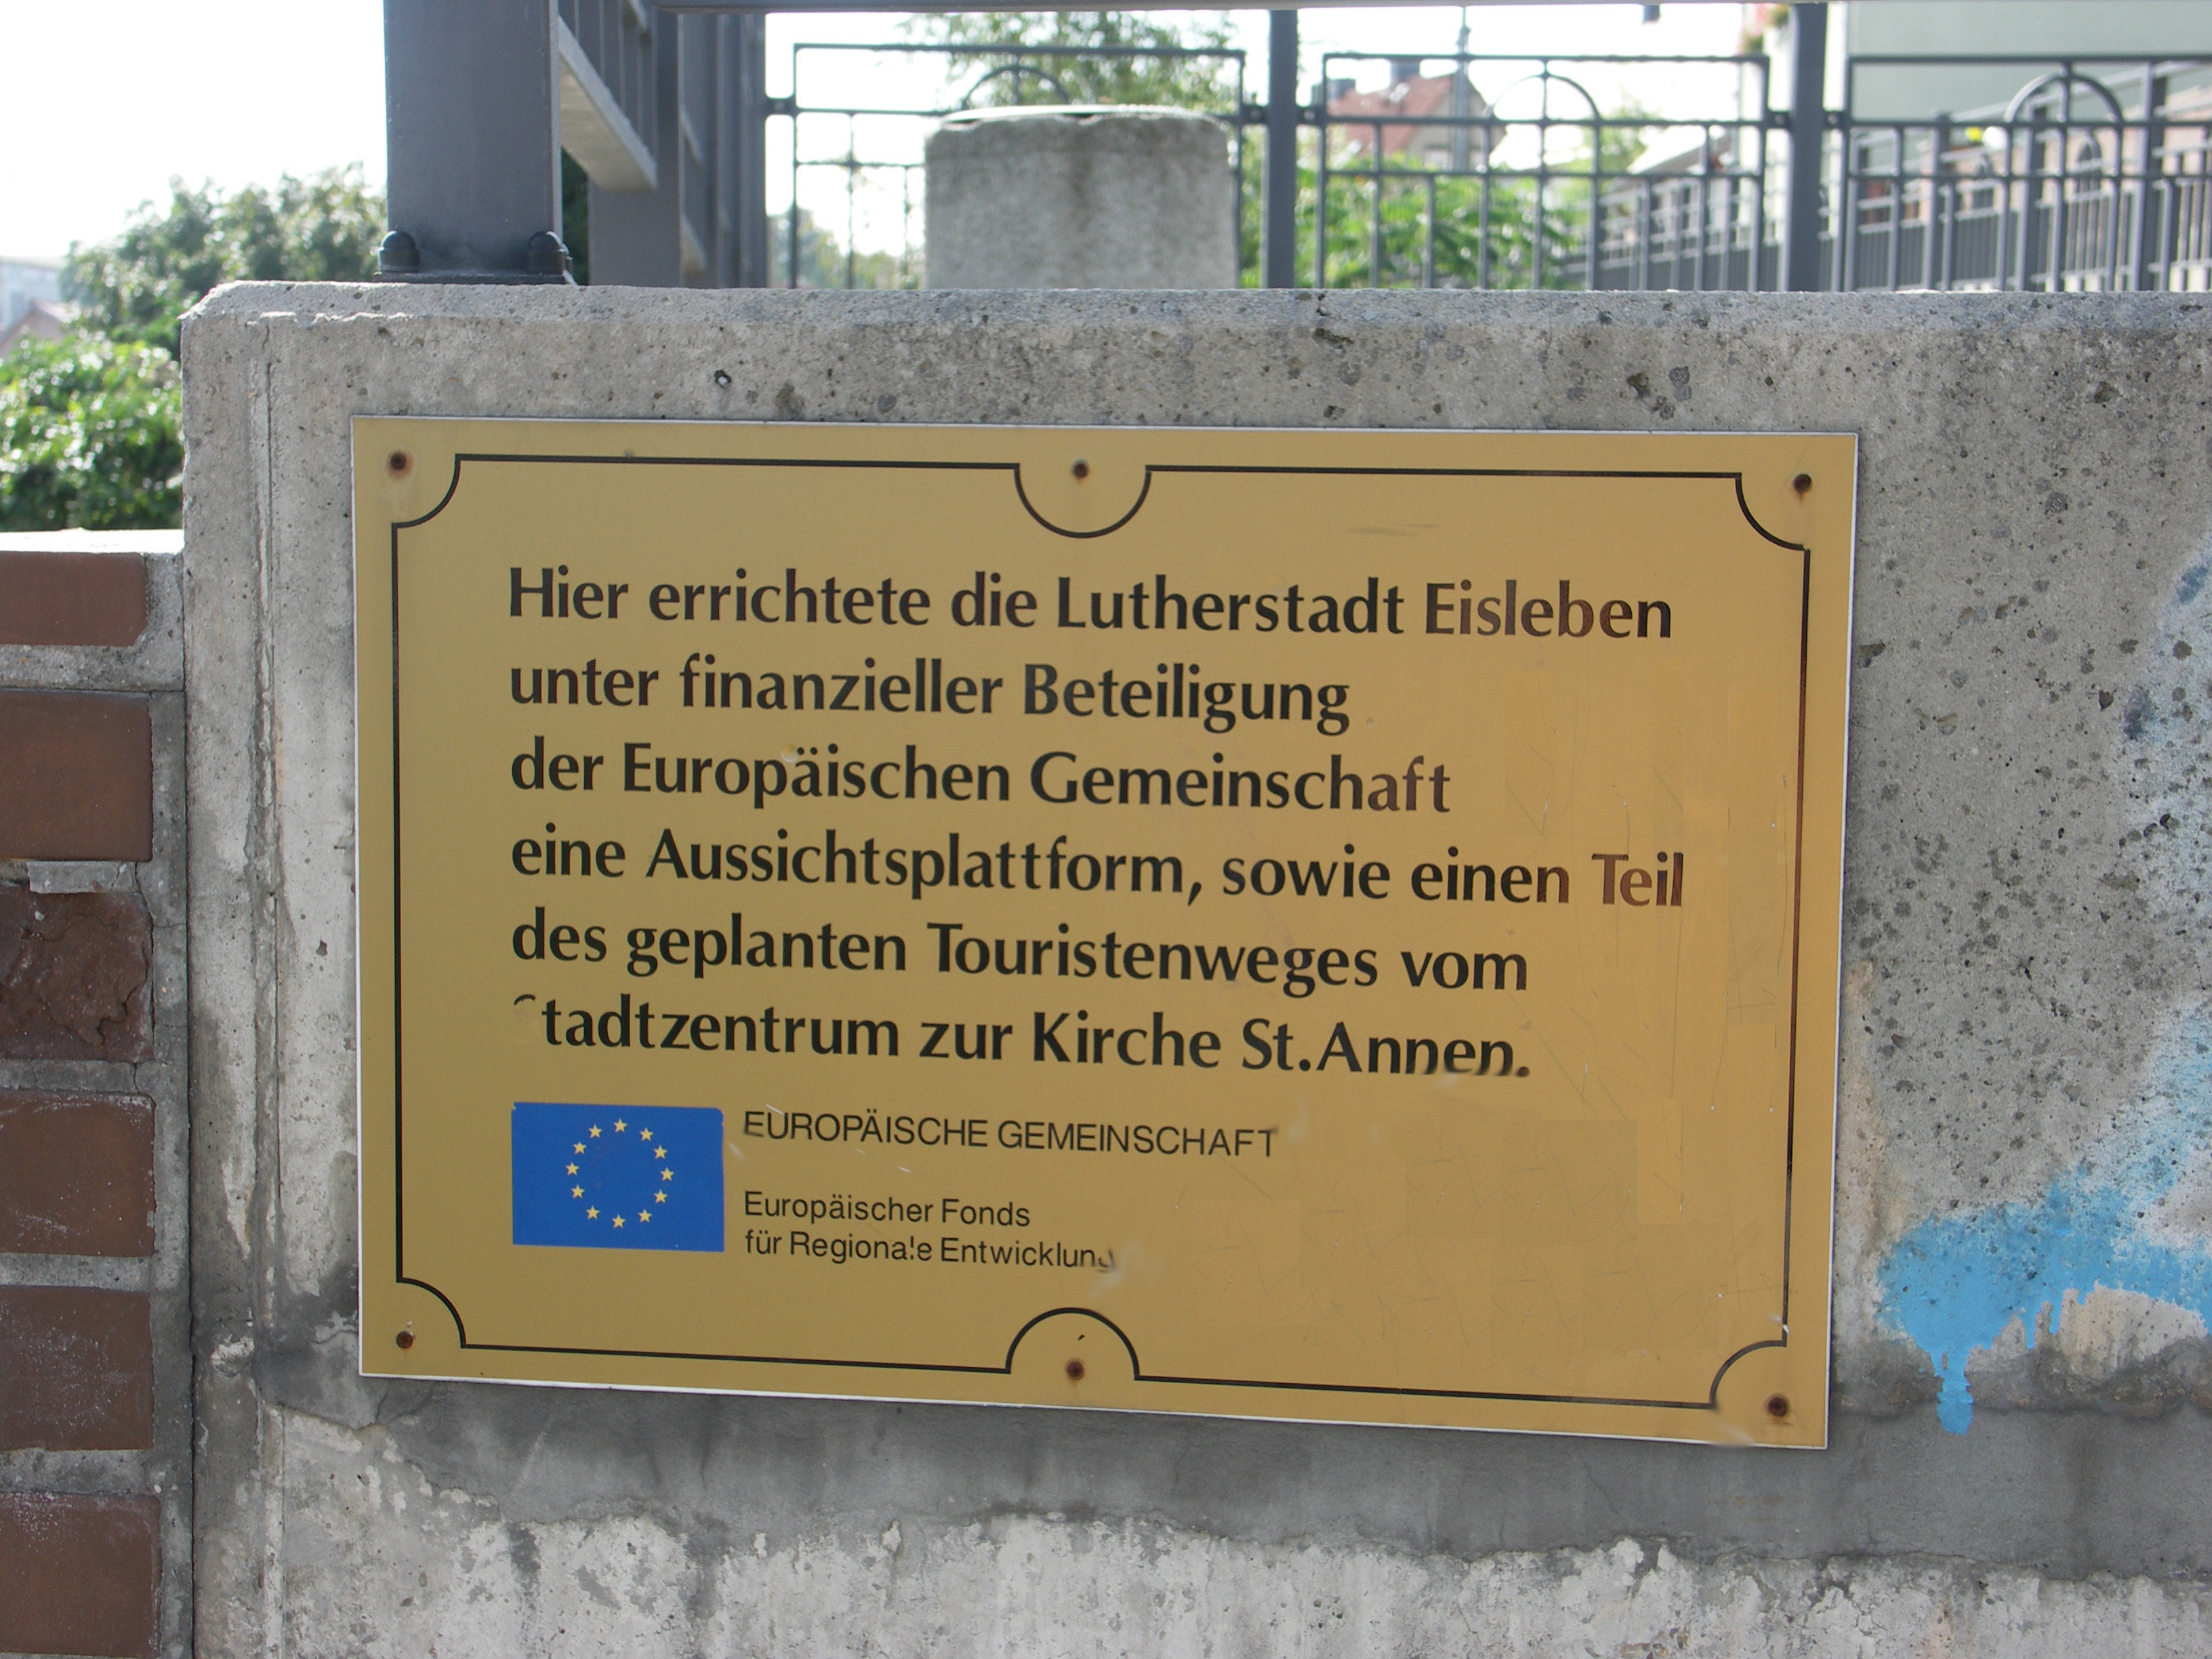 Hier errichtete die Lutherstadt Eisleben
unter finanzieller Beteiligung
der Europäischen Gemeinschaft
eine Aussichtsplattform, sowie einen Teil
des geplanten Touristenweges vom
Stadtzentrum zur Kirche St.Annen.
EUROPÄISCHE GEMEINSCHAFT
Europäischer Fonds
für Regionale Entwicklung